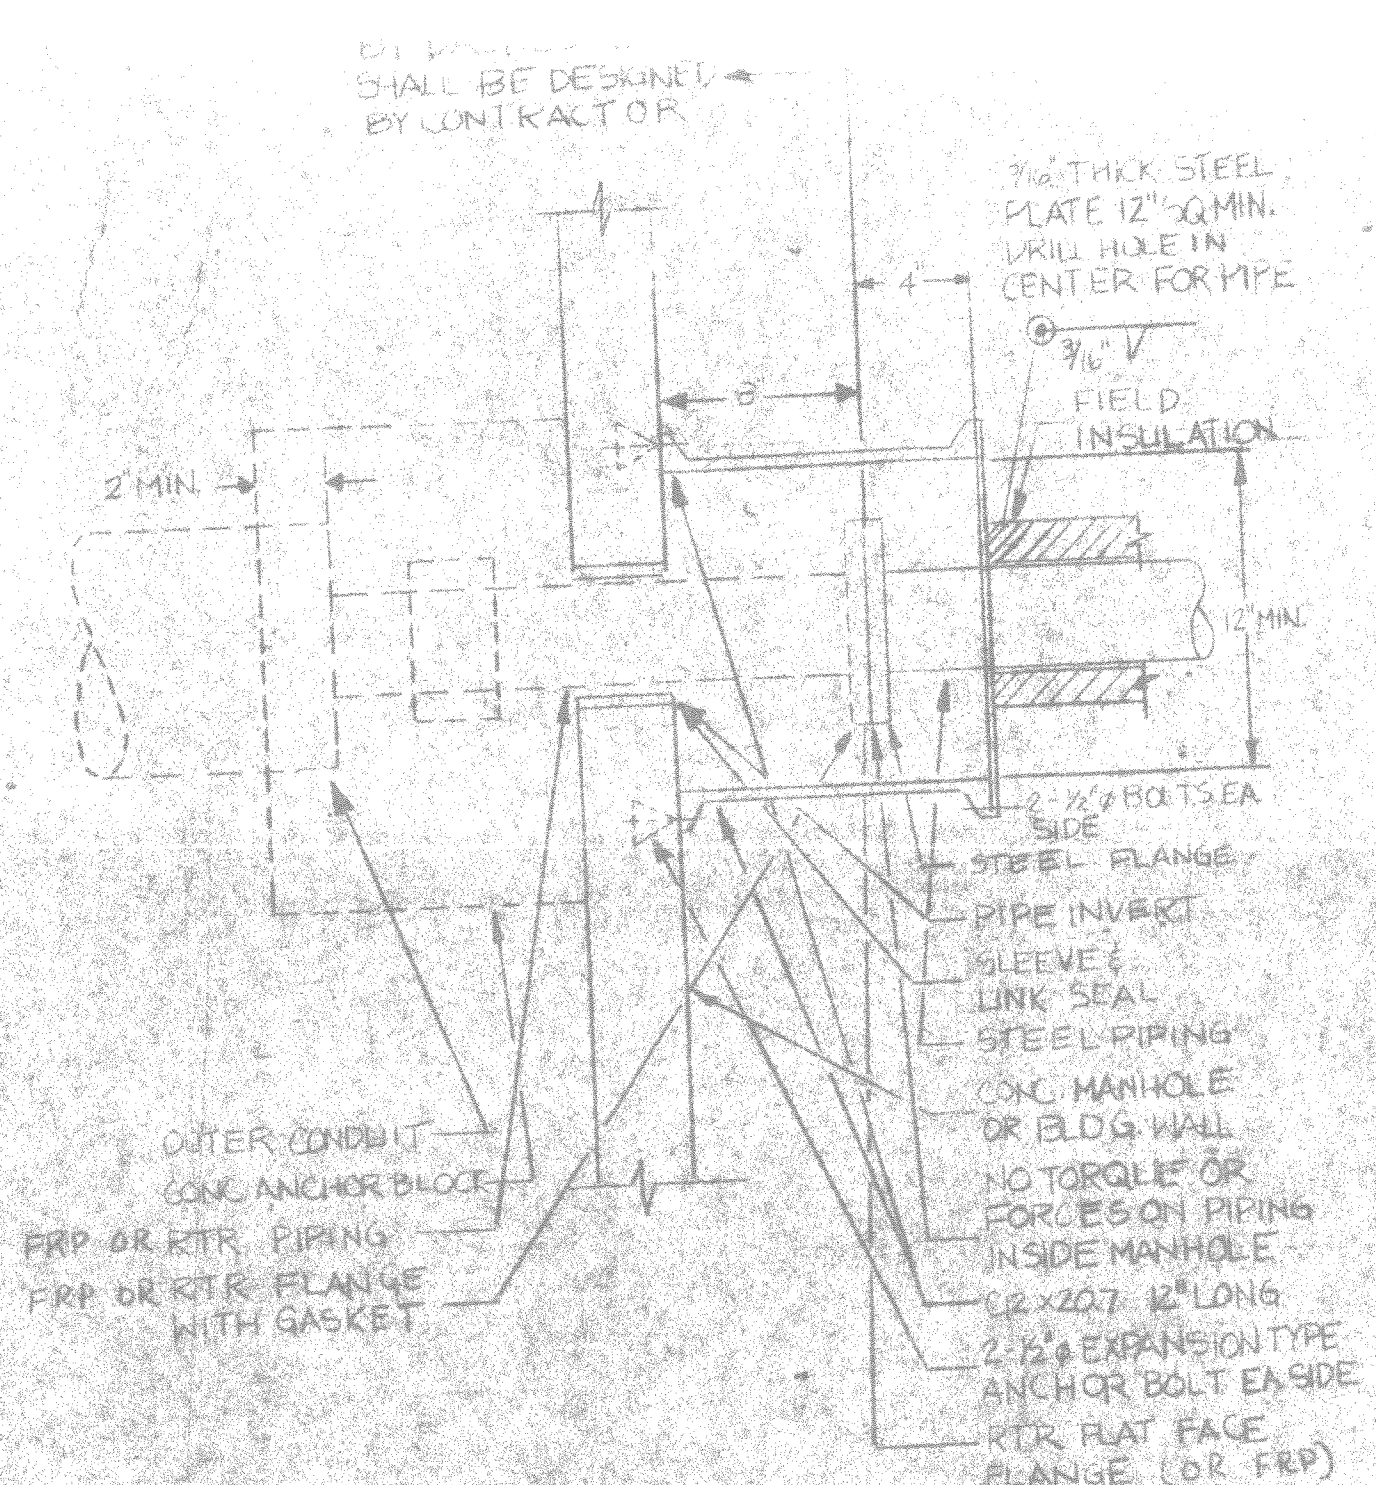 BY
SHALL BE DESIGNED
BY CONTRACTOR
3/16" THICK STEEL
PLATE 12" SQ MIN.
DRILL HOLE IN
CENTER FOR PIPE
4"
3/16"
8"
FIELD
INSULATION
2" MIN.
12" MIN.
2-1/2"φ BOLTS EA
SIDE
STEEL FLANGE
PIPE INVERT
SLEEVE &
LINK SEAL
STEEL PIPING
CONC. MANHOLE
OR BLDG. WALL
NO TORQUE OR
FORCES ON PIPING
INSIDE MANHOLE
C12 x 20.7 12" LONG
2-1/2"φ EXPANSION TYPE
ANCHOR BOLT EA SIDE
RTR FLAT FACE
FLANGE (OR FRP)
OUTER CONDUIT
CONC ANCHOR BLOCK
FRP OR RTR PIPING
FRP OR RTR FLANGE
WITH GASKET